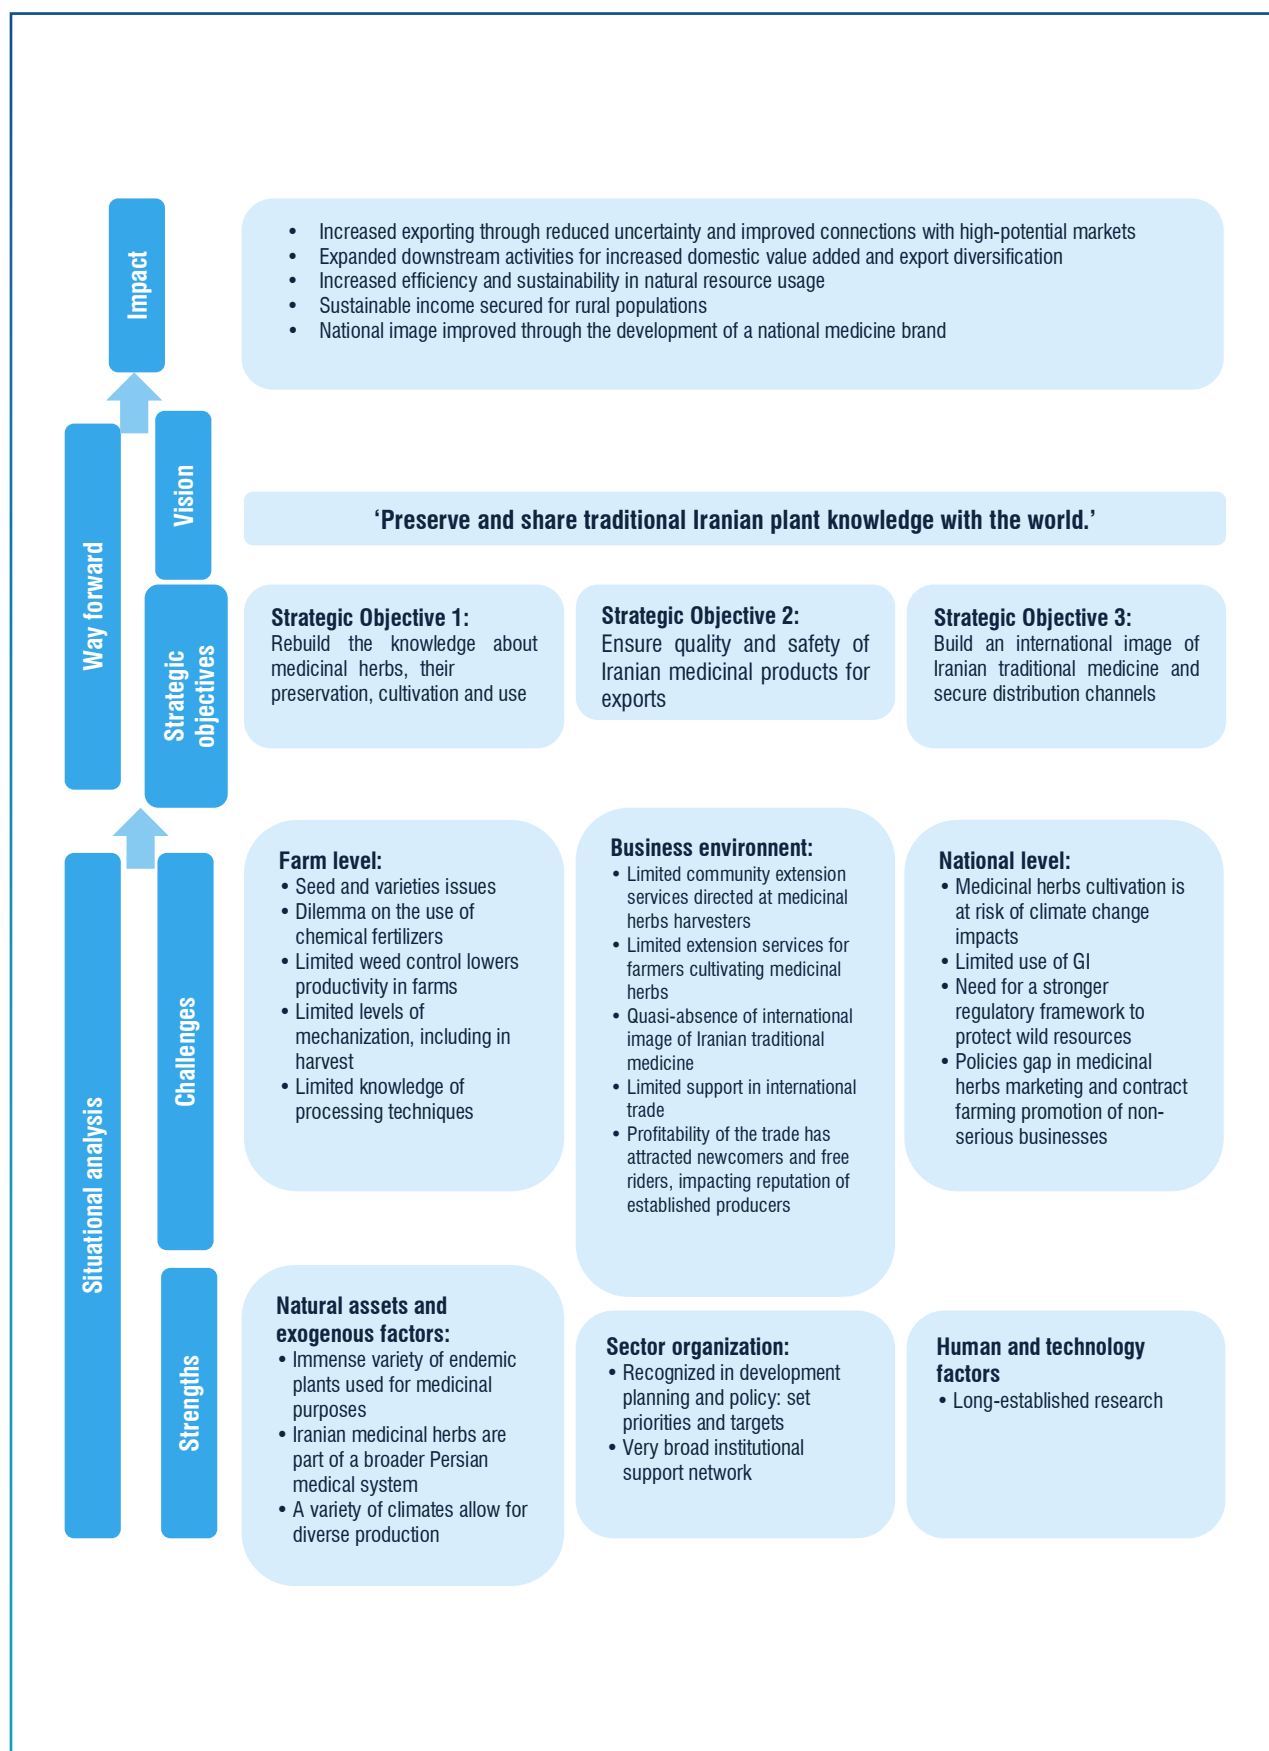 Impact
• Increased exporting through reduced uncertainty and improved connections with high-potential markets
• Expanded downstream activities for increased domestic value added and export diversification
• Increased efficiency and sustainability in natural resource usage
• Sustainable income secured for rural populations
• National image improved through the development of a national medicine brand
Way forward
Vision
‘Preserve and share traditional Iranian plant knowledge with the world.’
Strategic
objectives
Strategic Objective 1:
Rebuild the knowledge about
medicinal herbs, their
preservation, cultivation and use
Strategic Objective 2:
Ensure quality and safety of
Iranian medicinal products for
exports
Strategic Objective 3:
Build an international image of
Iranian traditional medicine and
secure distribution channels
Situational analysis
Challenges
Farm level:
• Seed and varieties issues
• Dilemma on the use of
chemical fertilizers
• Limited weed control lowers
productivity in farms
• Limited levels of
mechanization, including in
harvest
• Limited knowledge of
processing techniques
Business environnent:
• Limited community extension
services directed at medicinal
herbs harvesters
• Limited extension services for
farmers cultivating medicinal
herbs
• Quasi-absence of international
image of Iranian traditional
medicine
• Limited support in international
trade
• Profitability of the trade has
attracted newcomers and free
riders, impacting reputation of
established producers
National level:
• Medicinal herbs cultivation is
at risk of climate change
impacts
• Limited use of GI
• Need for a stronger
regulatory framework to
protect wild resources
• Policies gap in medicinal
herbs marketing and contract
farming promotion of non-
serious businesses
Strengths
Natural assets and
exogenous factors:
• Immense variety of endemic
plants used for medicinal
purposes
• Iranian medicinal herbs are
part of a broader Persian
medical system
• A variety of climates allow for
diverse production
Sector organization:
• Recognized in development
planning and policy: set
priorities and targets
• Very broad institutional
support network
Human and technology
factors
• Long-established research